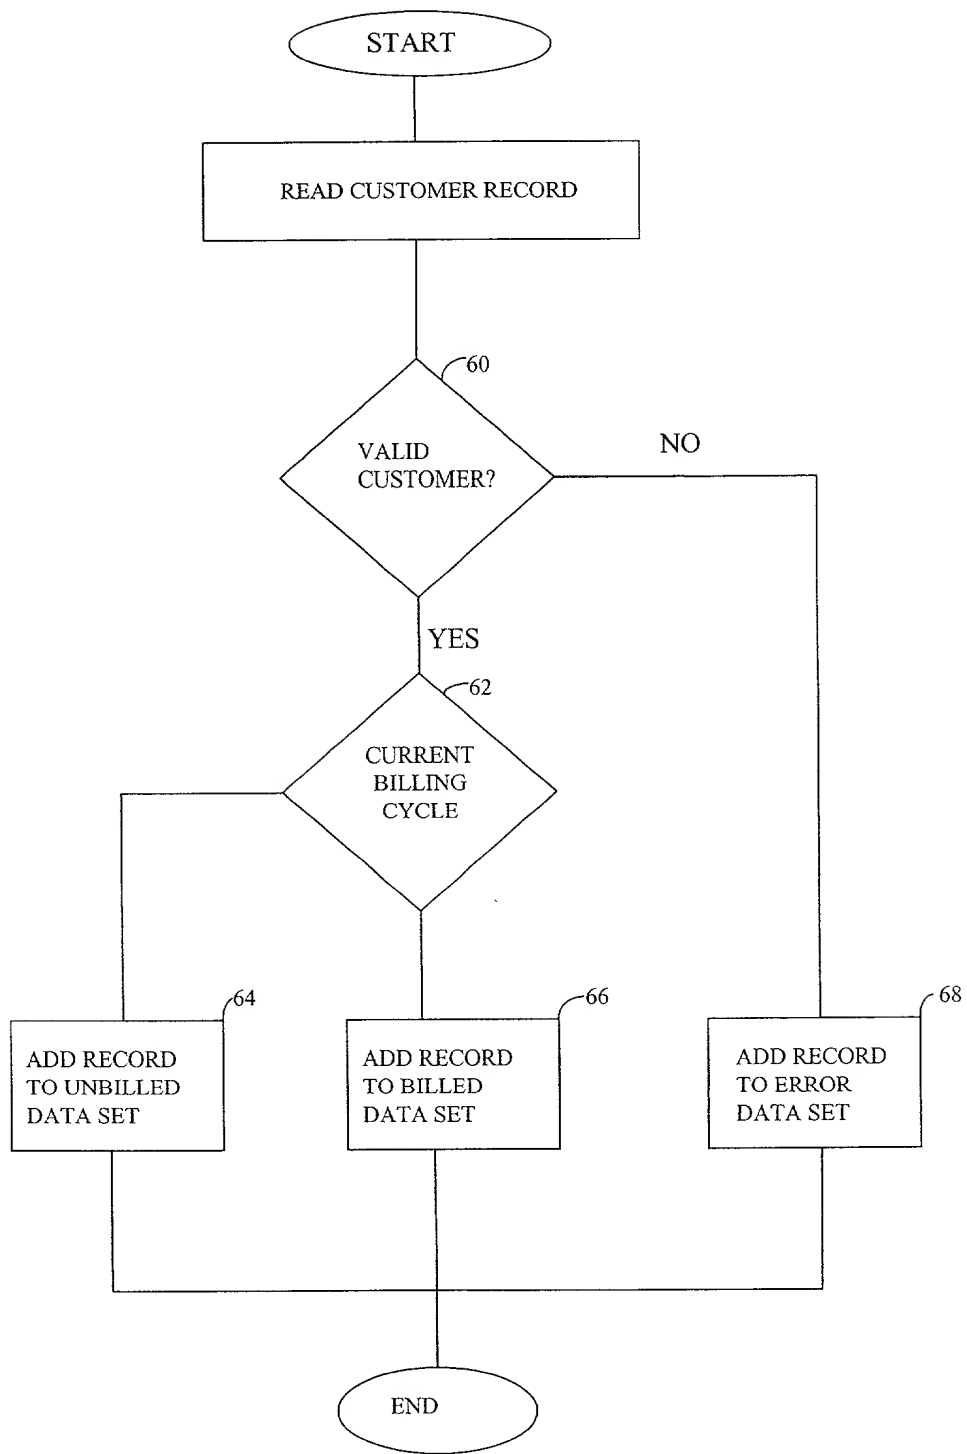 START
READ CUSTOMER RECORD
60
VALID
CUSTOMER?
NO
YES
62
CURRENT
BILLING
CYCLE
64
ADD RECORD
TO UNBILLED
DATA SET
66
ADD RECORD
TO BILLED
DATA SET
68
ADD RECORD
TO ERROR
DATA SET
END